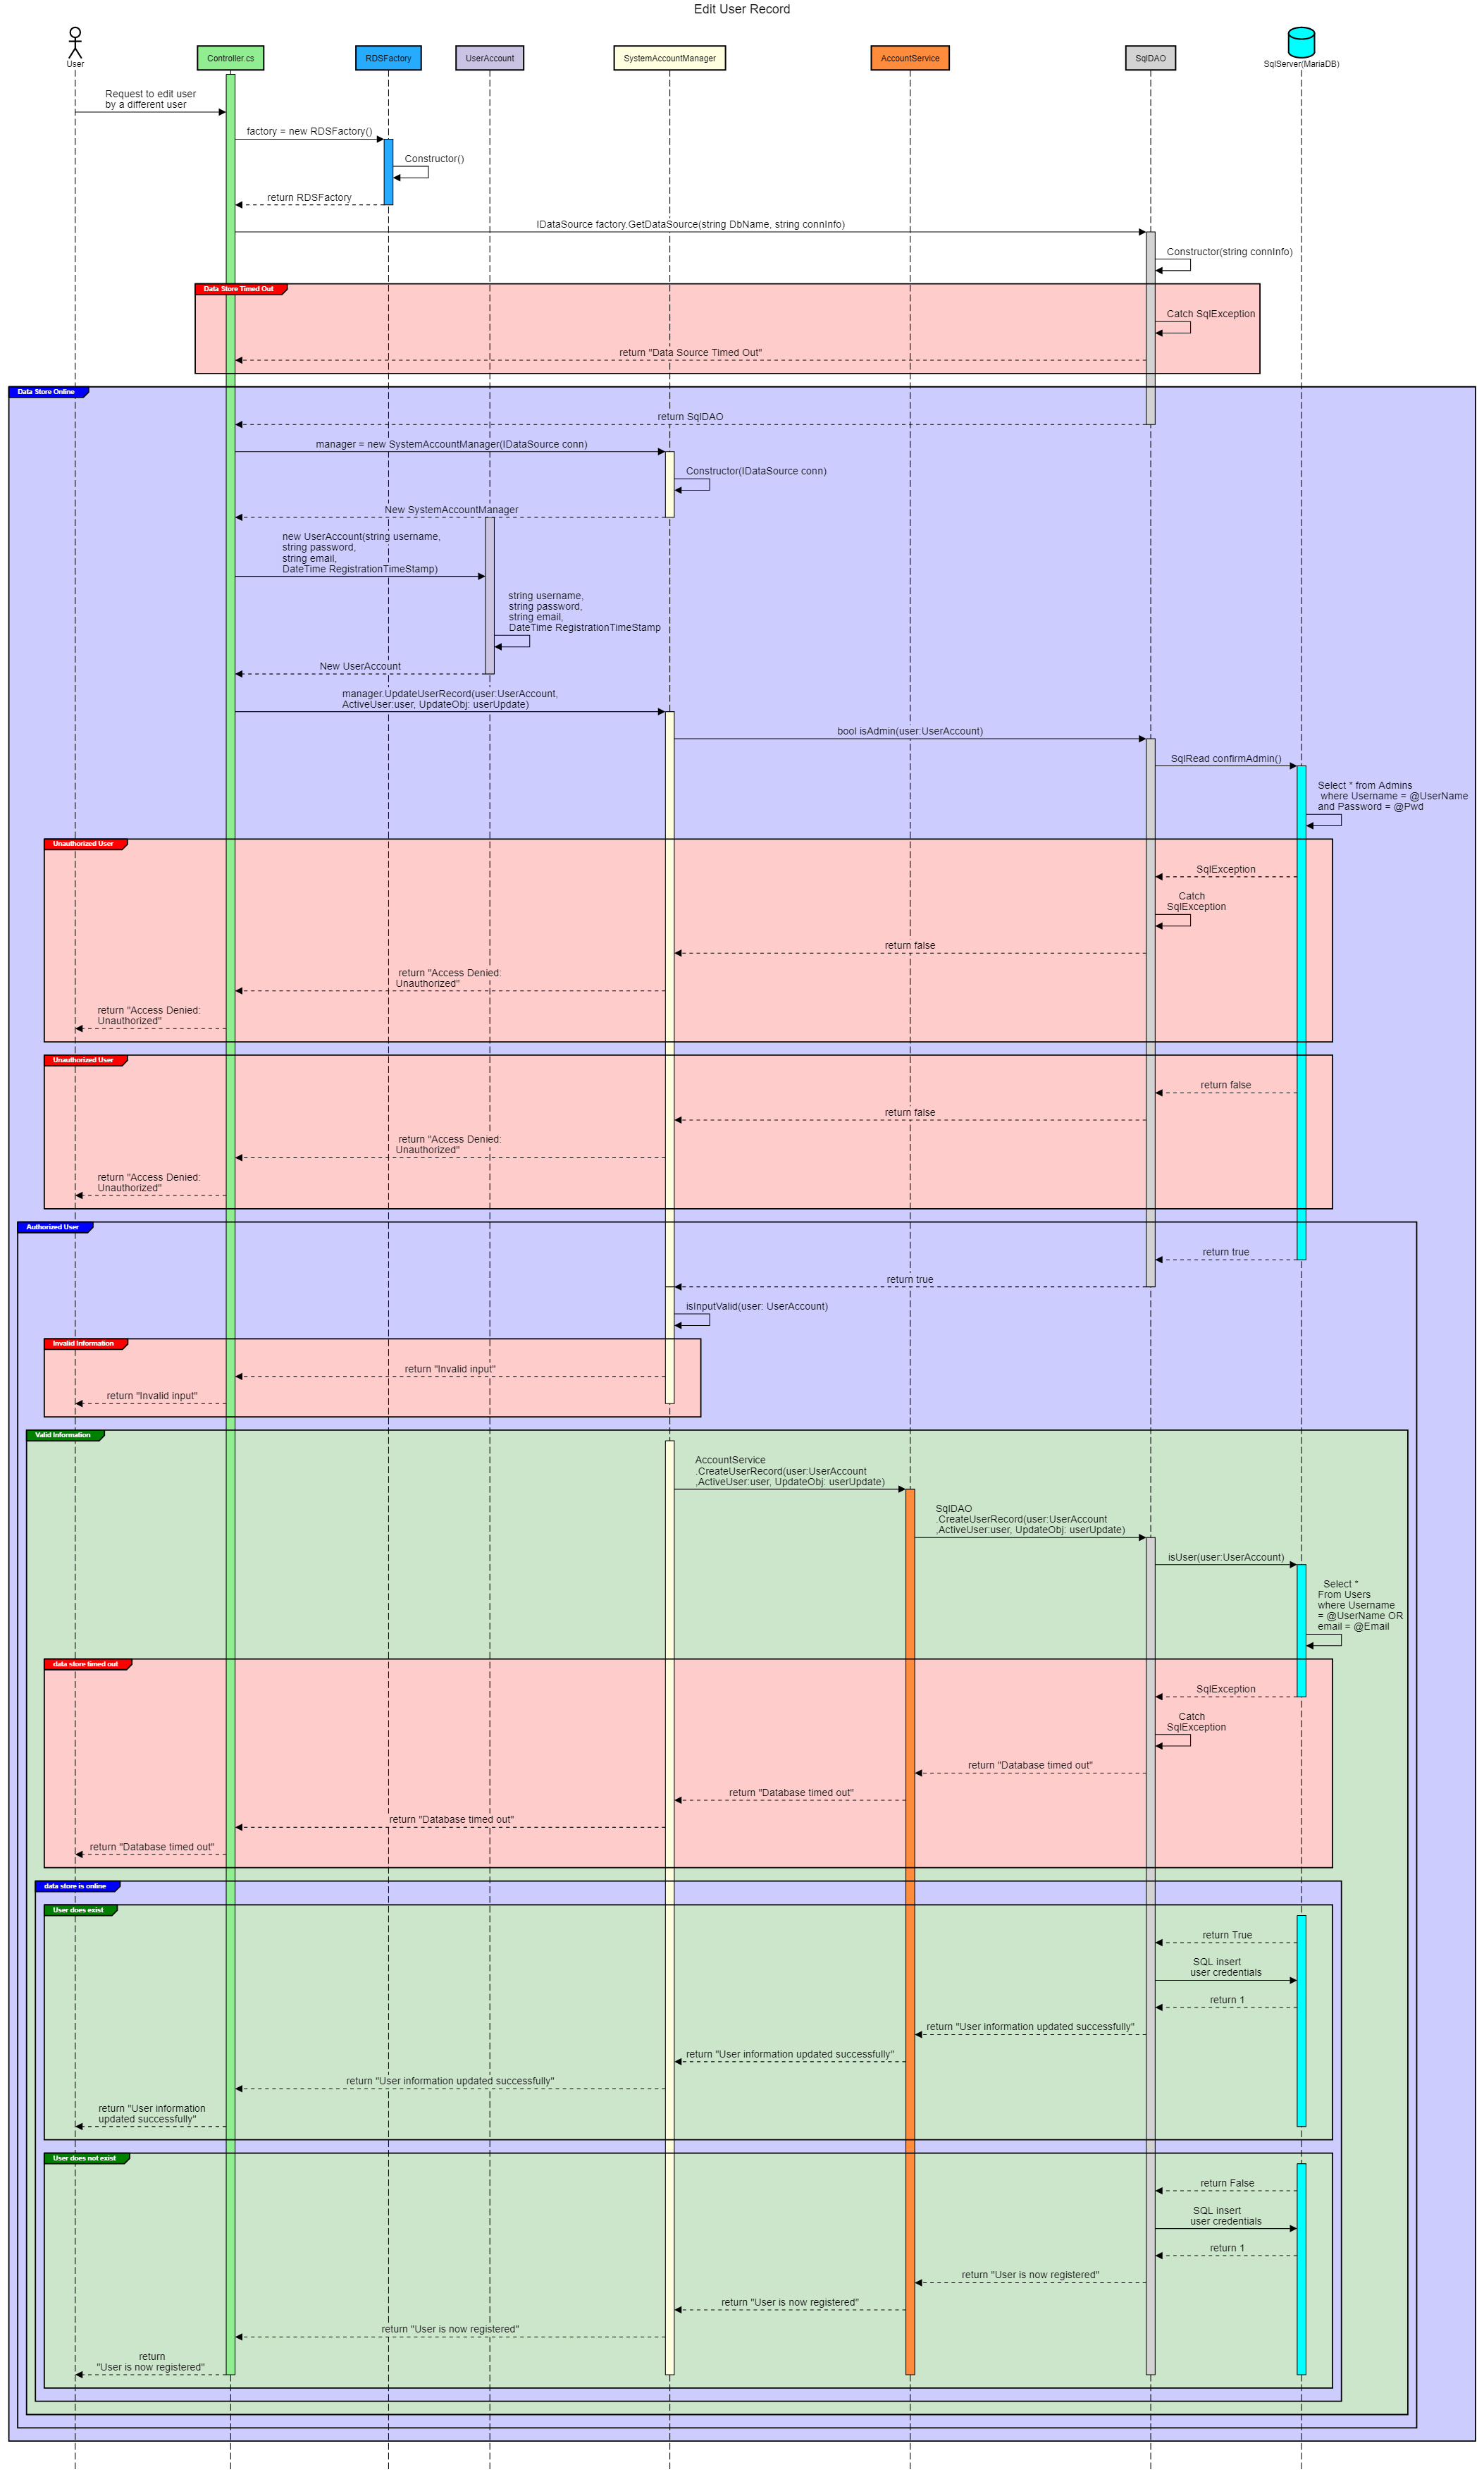 Edit User Record
User
Controller.cs
RDSFactory
UserAccount
SystemAccountManager
AccountService
SqlDAO
SqlServer(MariaDB)
Request to edit user
by a different user
factory = new RDSFactory()
Constructor()
return RDSFactory
IDataSource factory.GetDataSource(string DbName, string connInfo)
Constructor(string connInfo)
Data Store Timed Out
Catch SqlException
return "Data Source Timed Out"
Data Store Online
return SqlDAO
manager = new SystemAccountManager(IDataSource conn)
Constructor(IDataSource conn)
New SystemAccountManager
new UserAccount(string username,
string password,
string email,
DateTime RegistrationTimeStamp)
string username,
string password,
string email,
DateTime RegistrationTimeStamp
New UserAccount
manager.UpdateUserRecord(user:UserAccount,
ActiveUser:user, UpdateObj: userUpdate)
bool isAdmin(user:UserAccount)
SqlRead confirmAdmin()
Select * from Admins
where Username = @UserName
and Password = @Pwd
Unauthorized User
SqlException
Catch
SqlException
return false
return "Access Denied:
Unauthorized"
return "Access Denied:
Unauthorized"
Unauthorized User
return false
return false
return "Access Denied:
Unauthorized"
return "Access Denied:
Unauthorized"
Authorized User
return true
return true
isInputValid(user: UserAccount)
Invalid Information
return "Invalid input"
return "Invalid input"
Valid Information
AccountService
.CreateUserRecord(user:UserAccount
,ActiveUser:user, UpdateObj: userUpdate)
SqlDAO
.CreateUserRecord(user:UserAccount
,ActiveUser:user, UpdateObj: userUpdate)
isUser(user:UserAccount)
Select *
From Users
where Username
= @UserName OR
email = @Email
data store timed out
SqlException
Catch
SqlException
return "Database timed out"
return "Database timed out"
return "Database timed out"
return "Database timed out"
data store is online
User does exist
return True
SQL insert
user credentials
return 1
return "User information updated successfully"
return "User information updated successfully"
return "User information updated successfully"
return "User information
updated successfully"
User does not exist
return False
SQL insert
user credentials
return 1
return "User is now registered"
return "User is now registered"
return "User is now registered"
return
"User is now registered"